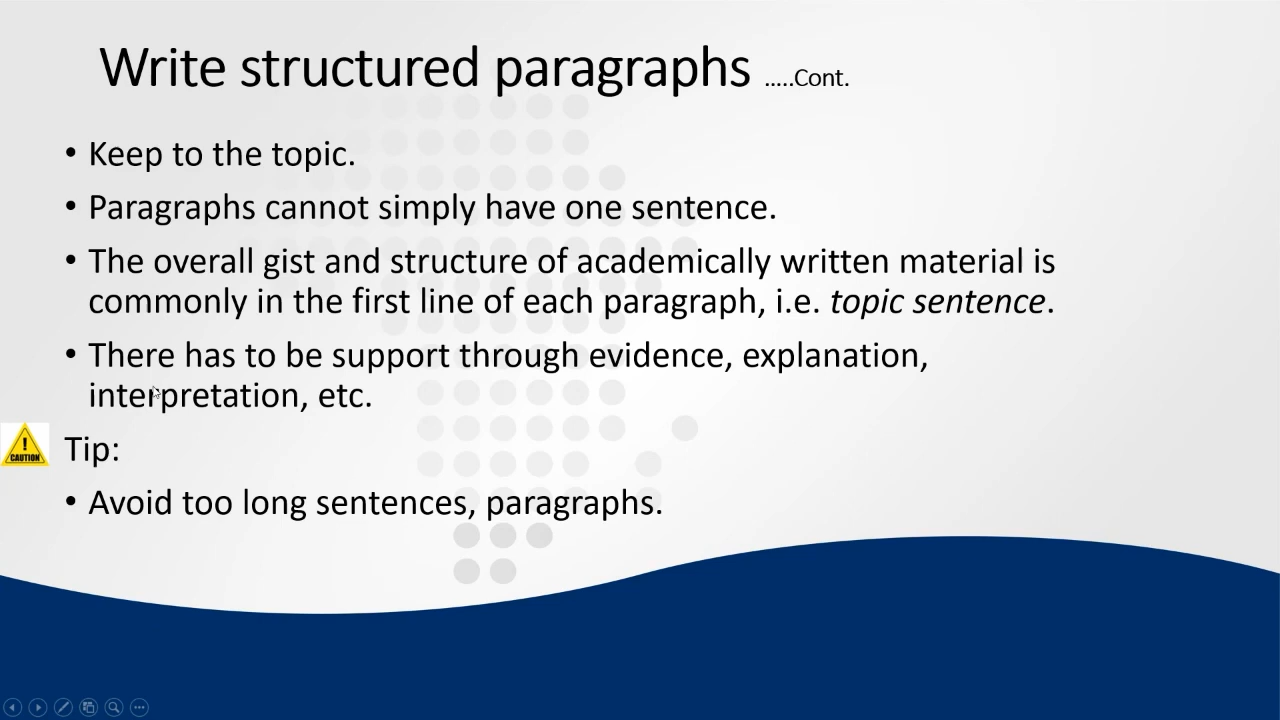 Write structured paragraphs .....Cont.
• Keep to the topic.
• Paragraphs cannot simply have one sentence.
• The overall gist and structure of academically written material is
commonly in the first line of each paragraph, i.e. topic sentence.
• There has to be support through evidence, explanation,
interpretation, etc.
! CAUTION
Tip:
• Avoid too long sentences, paragraphs.